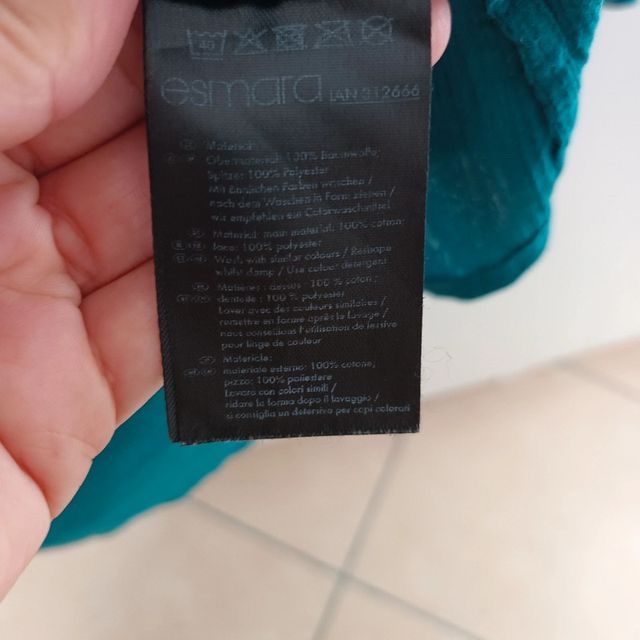 40
esmara IAN 312666
Material:
Obermaterial: 100% Baumwolle;
Spitze: 100% Polyester
Mit ähnlichen Farben waschen /
nach dem Waschen in Form ziehen /
wir empfehlen ein Colorwaschmittel
Material: main material: 100% cotton;
lace: 100% polyester
Wash with similar colours / Reshape
whilst damp / Use colour detergent
Matières : dessus : 100 % coton;
dentelle : 100 % polyester
Laver avec des couleurs similaires /
remettre en forme après le lavage /
nous conseillons l'utilisation de lessive
pour linge de couleur
Materiale:
materiale esterno: 100% cotone;
pizzo: 100% poliestere
Lavare con colori simili /
ridare la forma dopo il lavaggio /
si consiglia un detersivo per capi colorati